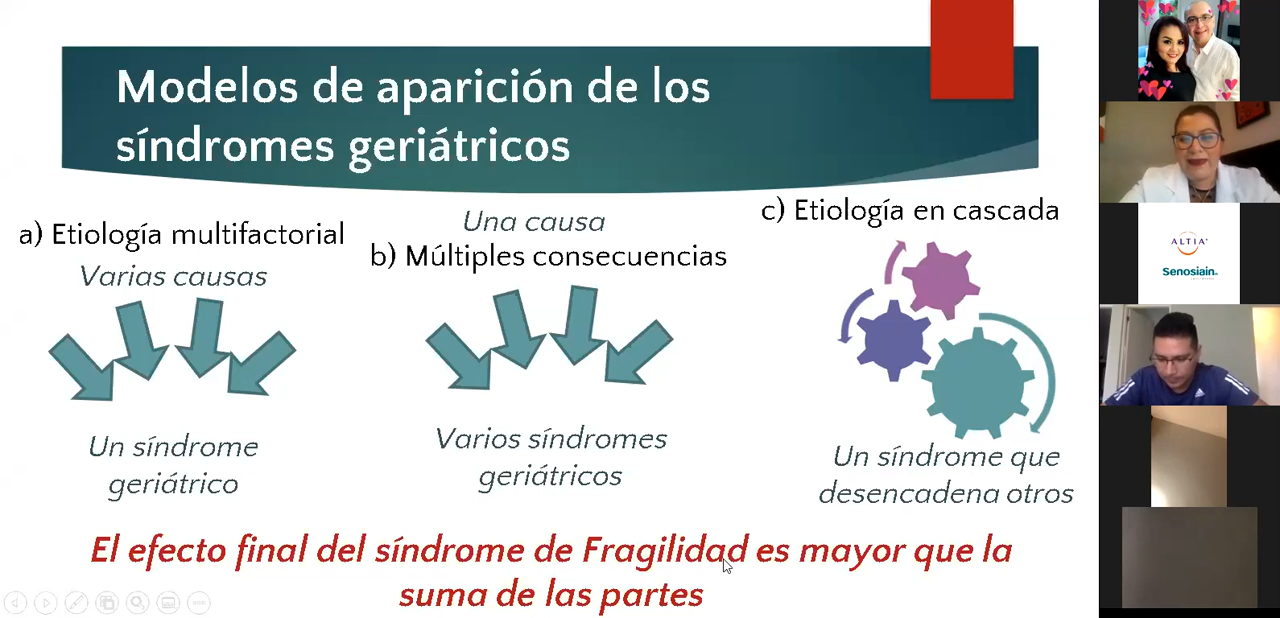 Modelos de aparición de los
síndromes geriátricos
a) Etiología multifactorial
Varias causas
Un síndrome
geriátrico
Una causa
b) Múltiples consecuencias
Varios síndromes
geriátricos
c) Etiología en cascada
Un síndrome que
desencadena otros
El efecto final del síndrome de Fragilidad es mayor que la
suma de las partes
ALTIA
Senosiain